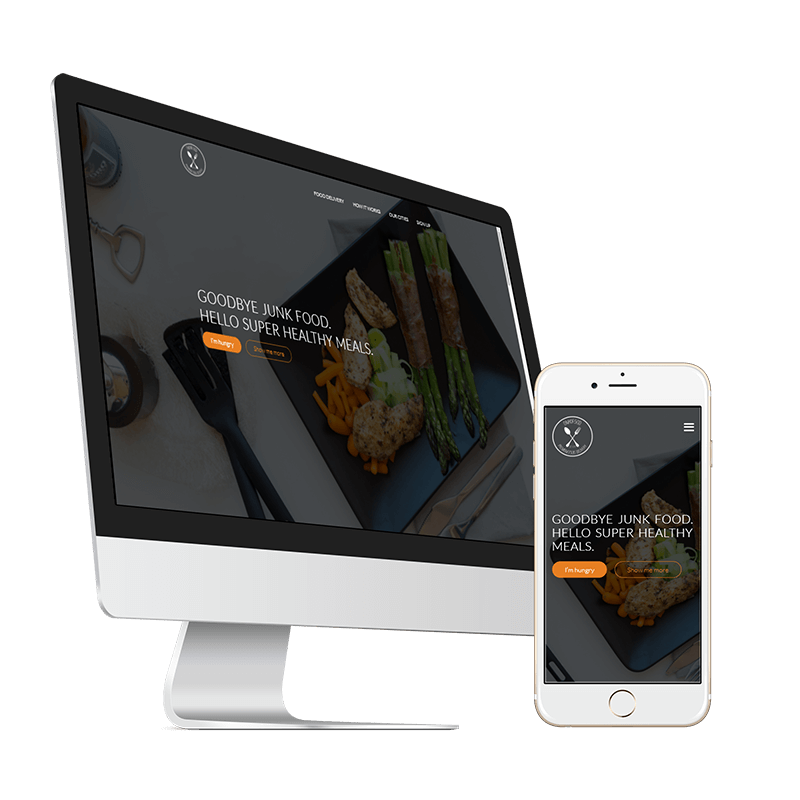 FOOD DELIVERY HOW IT WORKS OUR CITIES SIGN UP
GOODBYE JUNK FOOD.
HELLO SUPER HEALTHY MEALS.
I'm hungry Show me more
GOODBYE JUNK FOOD.
HELLO SUPER HEALTHY
MEALS.
I'm hungry Show me more